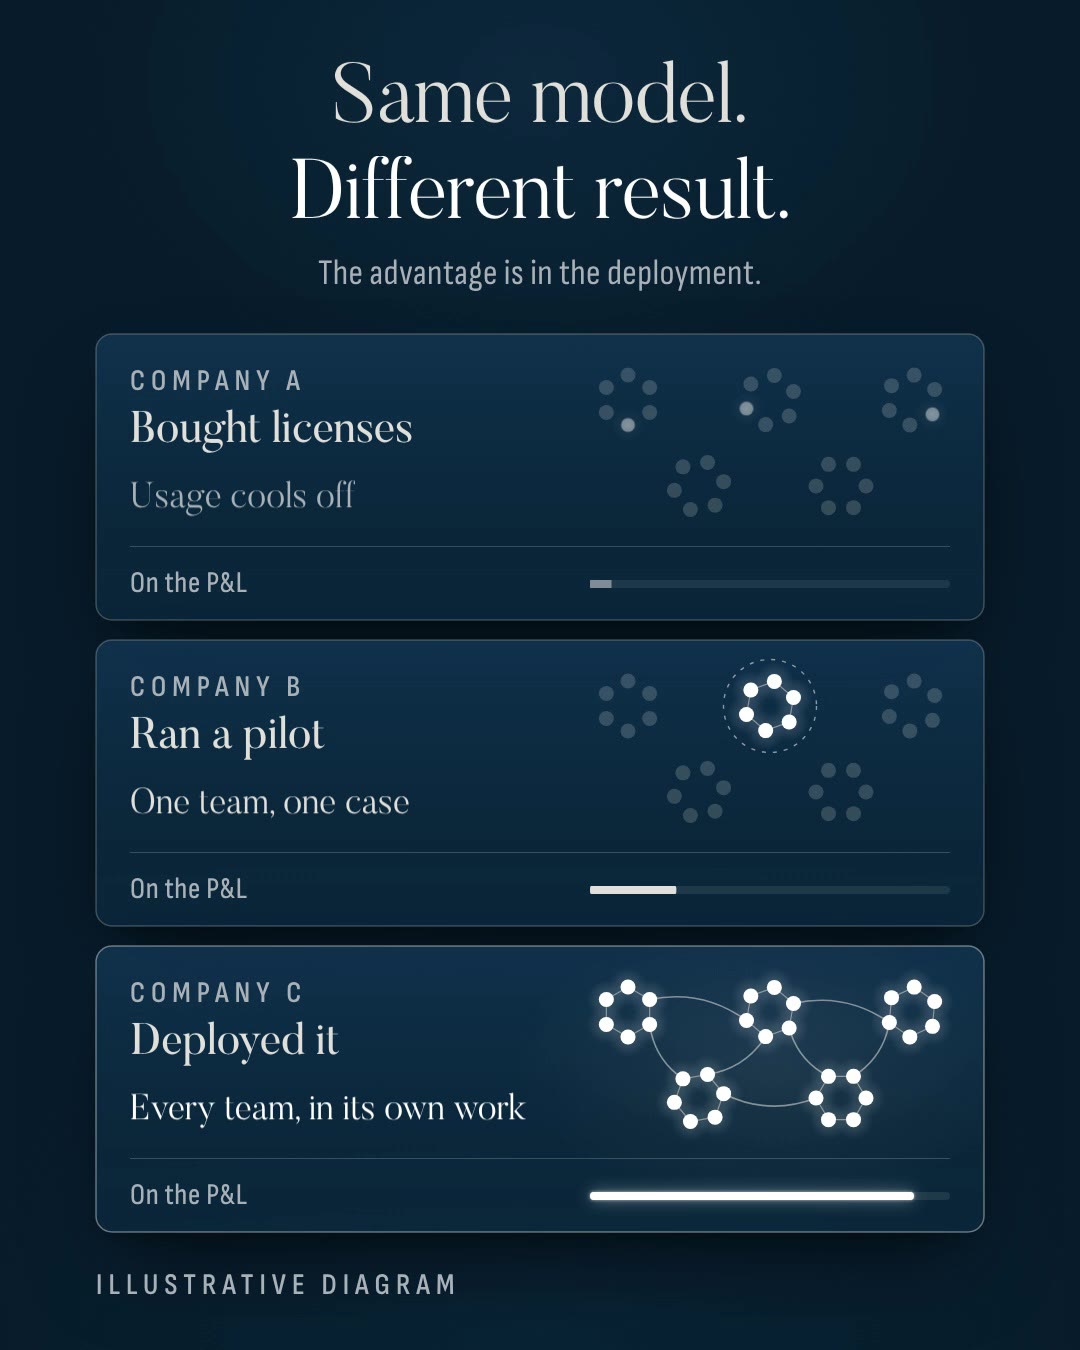 Same model.
Different result.
The advantage is in the deployment.
COMPANY A
Bought licenses
Usage cools off
On the P&L
COMPANY B
Ran a pilot
One team, one case
On the P&L
COMPANY C
Deployed it
Every team, in its own work
On the P&L
ILLUSTRATIVE DIAGRAM